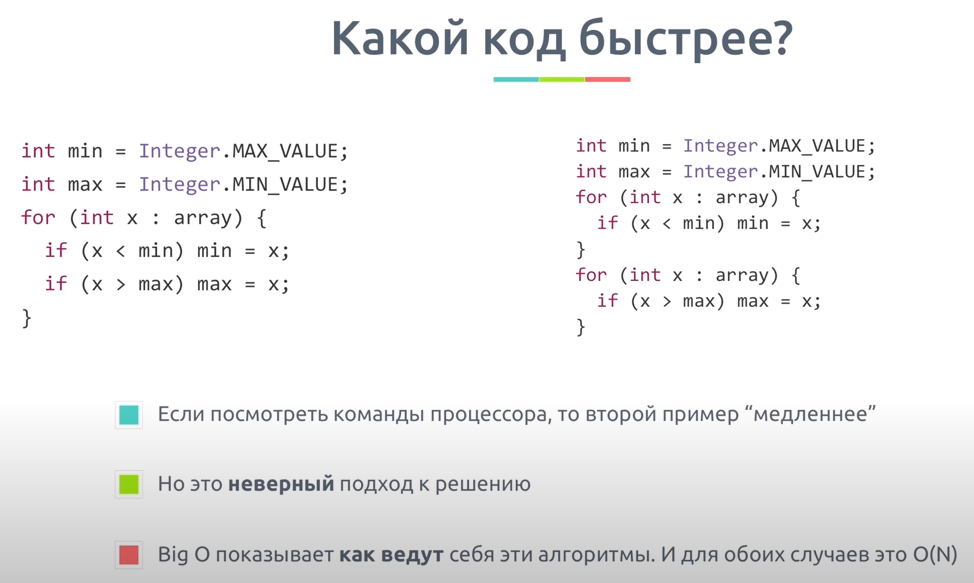 Какой код быстрее?
int min = Integer.MAX_VALUE;
int max = Integer.MIN_VALUE;
for (int x : array) {
if (x < min) min = x;
if (x > max) max = x;
}
int min = Integer.MAX_VALUE;
int max = Integer.MIN_VALUE;
for (int x : array) {
if (x < min) min = x;
}
for (int x : array) {
if (x > max) max = x;
}
Если посмотреть команды процессора, то второй пример “медленнее”
Но это неверный подход к решению
Big O показывает как ведут себя эти алгоритмы. И для обоих случаев это O(N)